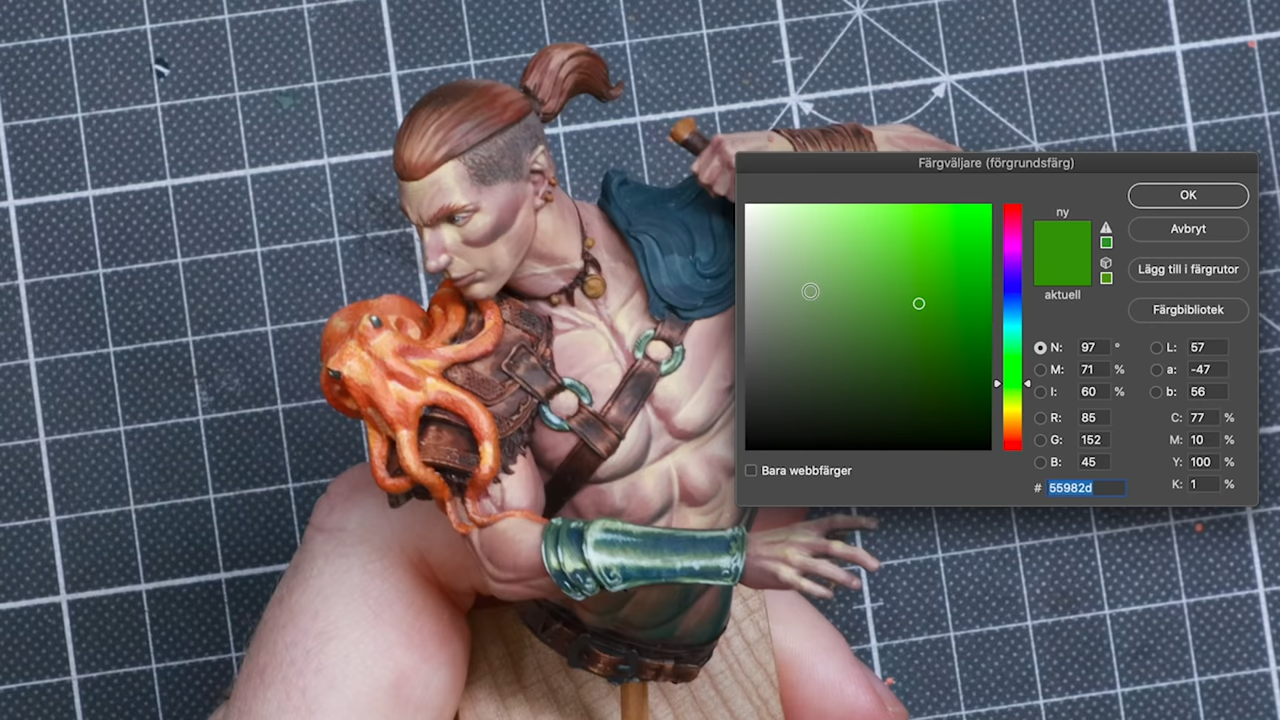 Färgväljare (förgrundsfärg)
ny
aktuell
OK
Avbryt
Lägg till i färgrutor
Färgbibliotek
N: 97 °
M: 71 %
I: 60 %
R: 85
G: 152
B: 45
# 55982d
L: 57
a: -47
b: 56
C: 77 %
M: 10 %
Y: 100 %
K: 1 %
Bara webbfärger